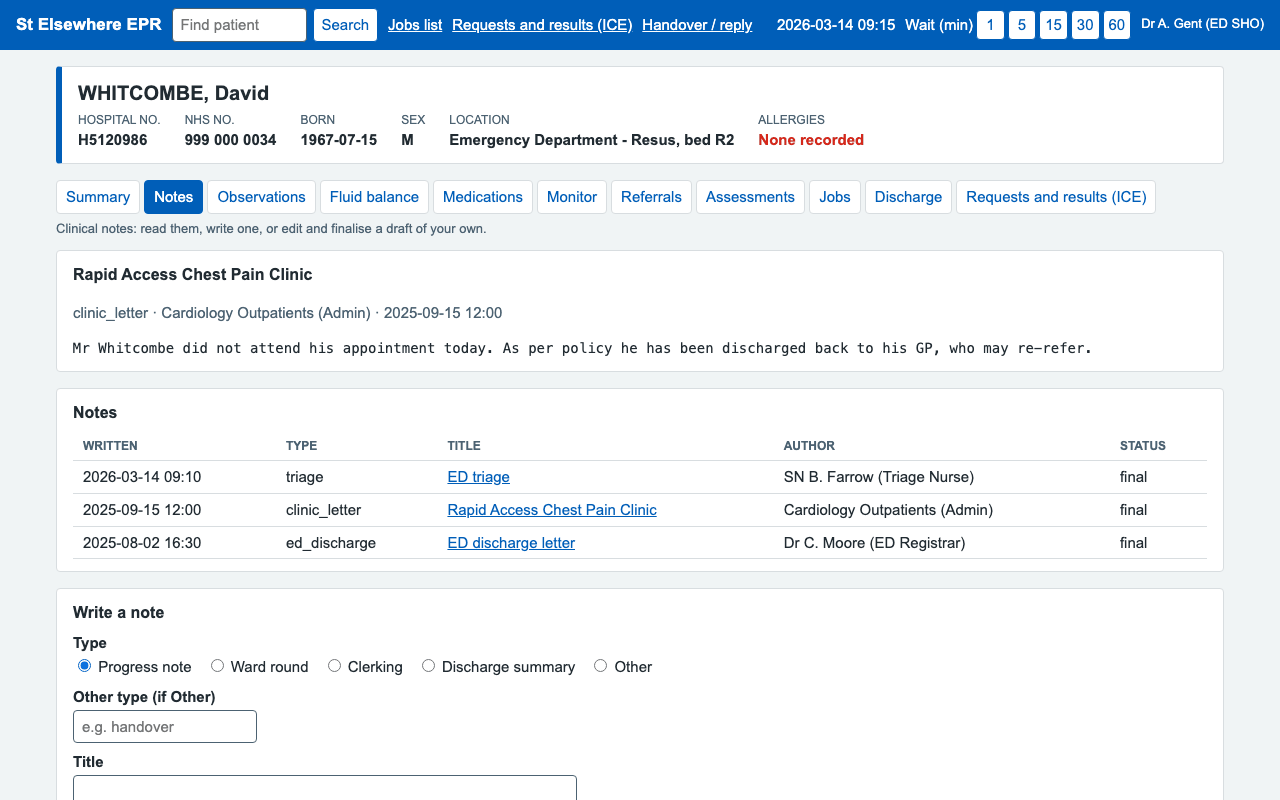 St Elsewhere EPR Find patient Search Jobs list Requests and results (ICE) Handover / reply 2026-03-14 09:15 Wait (min) 1 5 15 30 60 Dr A. Gent (ED SHO)
WHITCOMBE, David
HOSPITAL NO. NHS NO. BORN SEX LOCATION ALLERGIES
H5120986 999 000 0034 1967-07-15 M Emergency Department - Resus, bed R2 None recorded
Summary Notes Observations Fluid balance Medications Monitor Referrals Assessments Jobs Discharge Requests and results (ICE)
Clinical notes: read them, write one, or edit and finalise a draft of your own.
Rapid Access Chest Pain Clinic
clinic_letter · Cardiology Outpatients (Admin) · 2025-09-15 12:00
Mr Whitcombe did not attend his appointment today. As per policy he has been discharged back to his GP, who may re-refer.
Notes
WRITTEN TYPE TITLE AUTHOR STATUS
2026-03-14 09:10 triage ED triage SN B. Farrow (Triage Nurse) final
2025-09-15 12:00 clinic_letter Rapid Access Chest Pain Clinic Cardiology Outpatients (Admin) final
2025-08-02 16:30 ed_discharge ED discharge letter Dr C. Moore (ED Registrar) final
Write a note
Type
Progress note Ward round Clerking Discharge summary Other
Other type (if Other)
e.g. handover
Title